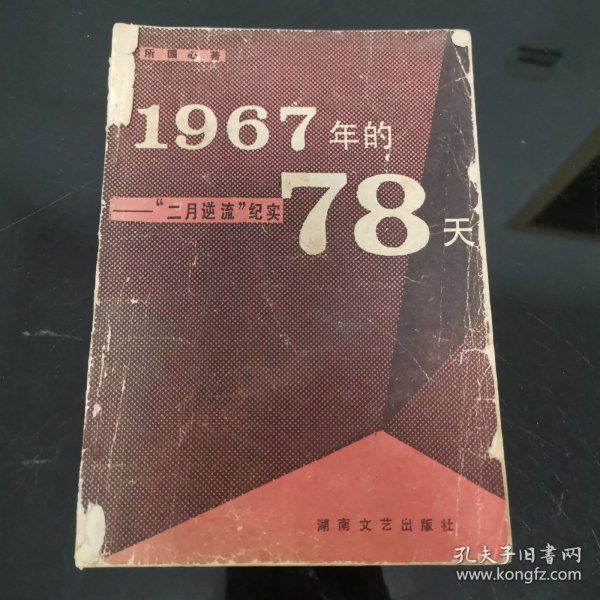 所国心著
1967年的
——“二月逆流”纪实
78天
湖南文艺出版社
孔夫子旧书网
www.kongfz.com